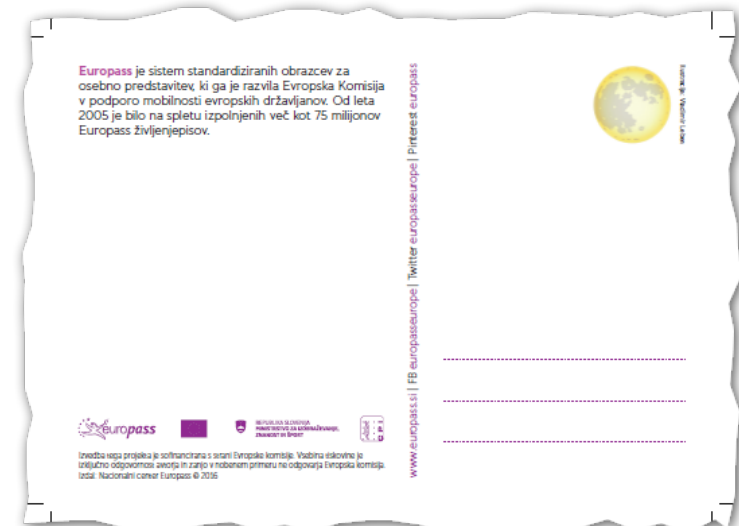 Europass je sistem standardiziranih obrazcev za
osebno predstavitev, ki ga je razvila Evropska Komisija
v podporo mobilnosti evropskih državljanov. Od leta
2005 je bilo na spletu izpolnjenih več kot 75 milijonov
Europass življenjepisov.
www.europass.si | FB europasseurope | Twitter europasseurope | Pinterest europass
Ilustracija:
europass
REPUBLIKA SLOVENIJA
MINISTRSTVO ZA IZOBRAŽEVANJE,
ZNANOST IN ŠPORT
C P I
Izvedba tega projekta je sofinancirana s strani Evropske komisije. Vsebina tiskovine je
izključno odgovornost avtorja in zanjo v nobenem primeru ne odgovarja Evropska komisija.
Izdal: Nacionalni center Europass © 2016